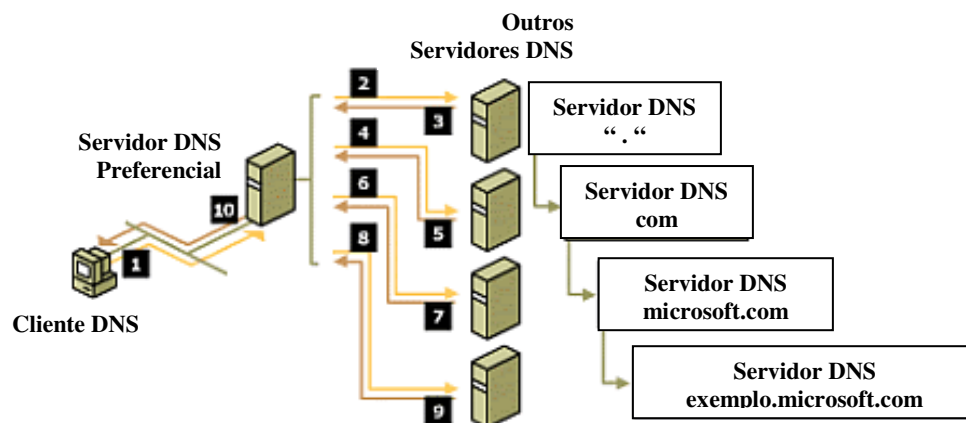 Outros
Servidores DNS
2
3
Servidor DNS
“ . “
Servidor DNS
Preferencial
4
5
Servidor DNS
com
6
10
8
1
7
Servidor DNS
microsoft.com
Cliente DNS
9
Servidor DNS
exemplo.microsoft.com